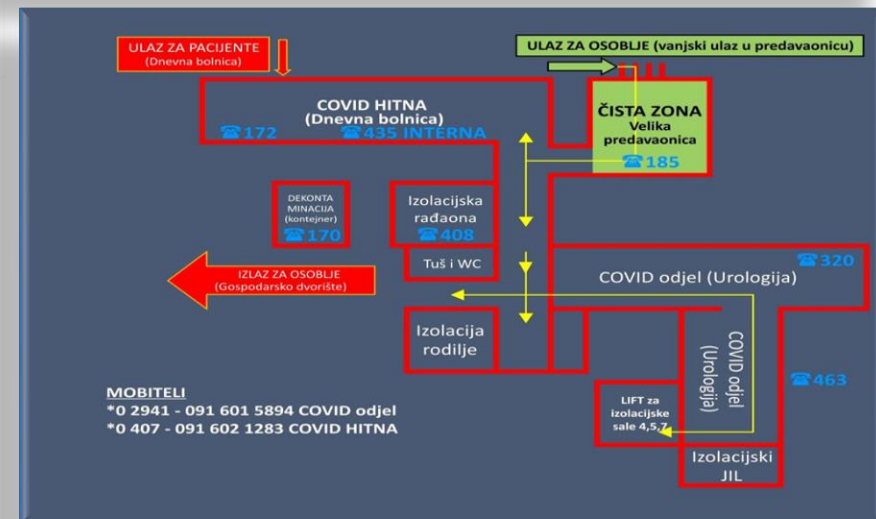 ULAZ ZA PACIJENTE
(Dnevna bolnica)
ULAZ ZA OSOBLJE (vanjski ulaz u predavaonicu)
COVID HITNA
(Dnevna bolnica)
☎172
☎435 INTERNA
ČISTA ZONA
Velika
predavaonica
☎185
DEKONTA
MINACIJA
(kontejner)
☎170
Izolacijska
rađaona
☎408
Tuš i WC
☎320
COVID odjel (Urologija)
IZLAZ ZA OSOBLJE
(Gospodarsko dvorište)
Izolacija
rodilje
COVID odjel
(Urologija)
☎463
MOBITELI
*0 2941 - 091 601 5894 COVID odjel
*0 407 - 091 602 1283 COVID HITNA
LIFT za
izolacijske
sale 4,5,7
Izolacijski
JIL